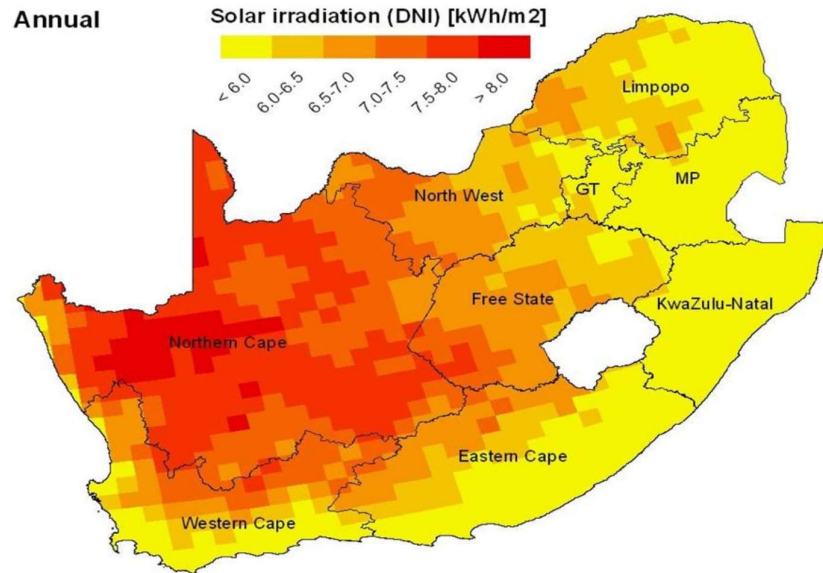 Annual
Solar irradiation (DNI) [kWh/m2]
< 6.0
6.0-6.5
6.5-7.0
7.0-7.5
7.5-8.0
> 8.0
Limpopo
North West
GT
MP
Free State
KwaZulu-Natal
Northern Cape
Eastern Cape
Western Cape